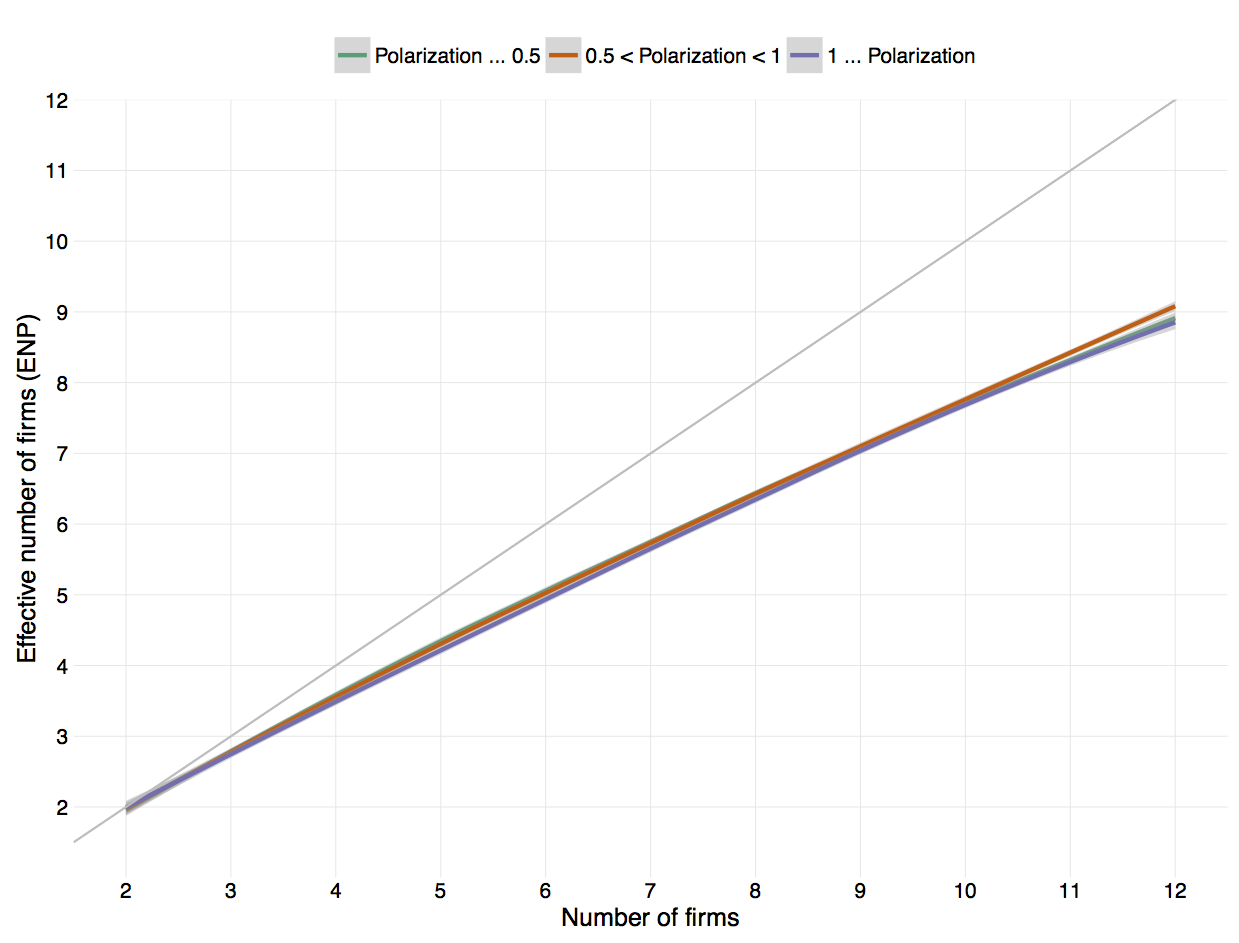 Polarization ... 0.5 0.5 < Polarization < 1 1 ... Polarization
12
11
10
9
8
7
6
5
4
3
2
Effective number of firms (ENP)
2 3 4 5 6 7 8 9 10 11 12
Number of firms